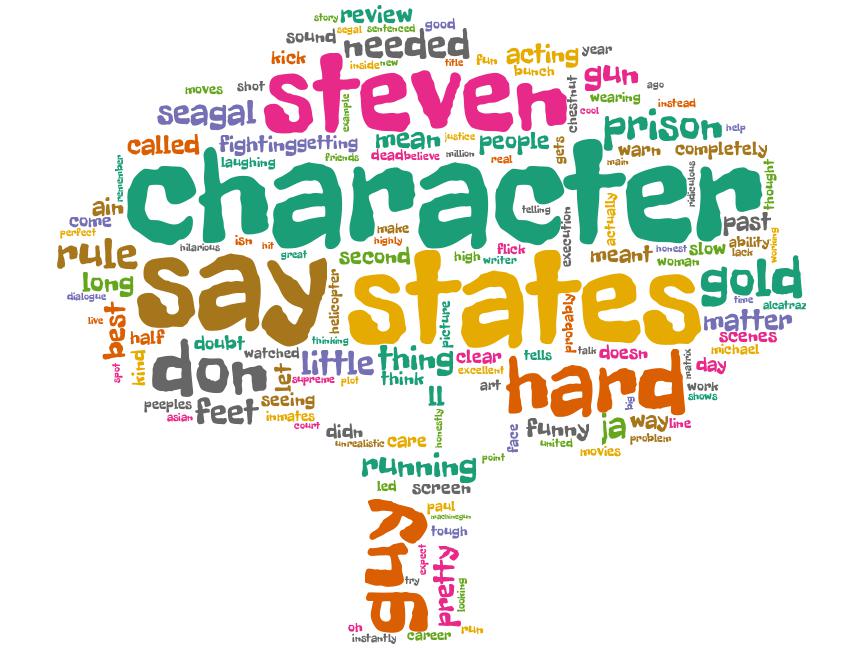 story review
segal sentenced good
sound needed
kick inside new title fun acting year
bunch gun ago
moves shot steven chestnut wearing instead
seagal example cool prison help
called fighting getting mean justice people gets warn completely
laughing friends dead believe million real main
remember character ridiculous thought
ain telling execution actually past
come perfect make
rule hilarious isn hit great highly second high writer flick meant honest slow ability lack working
woman
long say states gold
dialogue helicopter picture probably time alcatraz
live best matter
half doubt thinking scenes
kind watched little thing clear tells talk doesn michael
spot don let supreme plot think excellent hard matrix day
art work
peeples feet seeing ll big shows
asian inmates court honestly face funny ja way line
didn unrealistic care united problem
movies
running point
led screen
guy paul
machinegun
tough
expect pretty
try looking
oh instantly career run